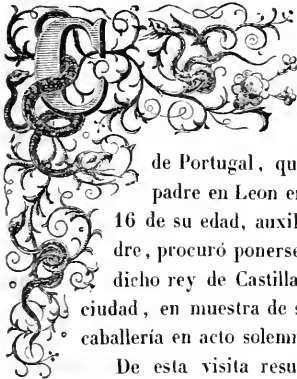 C
de Portugal, qu
padre en Leon en
16 de su edad, auxil
dre, procuró ponerse
dicho rey de Castilla
ciudad, en muestra de s
caballería en acto solemn
De esta visita resu